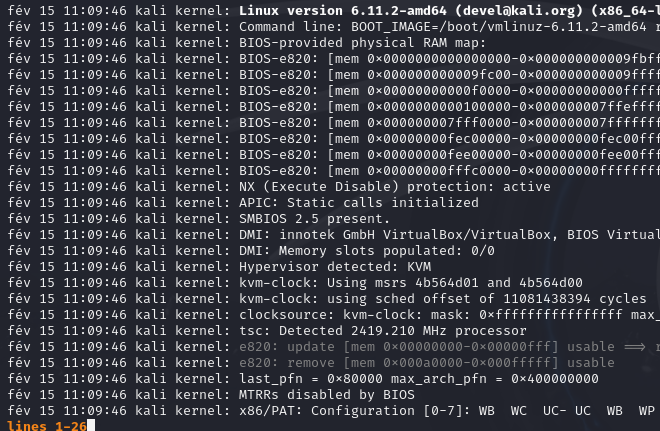 fév 15 11:09:46 kali kernel: Linux version 6.11.2-amd64 (devel@kali.org) (x86_64-l
fév 15 11:09:46 kali kernel: Command line: BOOT_IMAGE=/boot/vmlinuz-6.11.2-amd64 r
fév 15 11:09:46 kali kernel: BIOS-provided physical RAM map:
fév 15 11:09:46 kali kernel: BIOS-e820: [mem 0×0000000000000000-0×000000000009fbff
fév 15 11:09:46 kali kernel: BIOS-e820: [mem 0×000000000009fc00-0×000000000009ffff
fév 15 11:09:46 kali kernel: BIOS-e820: [mem 0×00000000000f0000-0×00000000000fffff
fév 15 11:09:46 kali kernel: BIOS-e820: [mem 0×0000000000100000-0×000000007ffeffff
fév 15 11:09:46 kali kernel: BIOS-e820: [mem 0×000000007fff0000-0×000000007fffffff
fév 15 11:09:46 kali kernel: BIOS-e820: [mem 0×00000000fec00000-0×00000000fec00fff
fév 15 11:09:46 kali kernel: BIOS-e820: [mem 0×00000000fee00000-0×00000000fee00fff
fév 15 11:09:46 kali kernel: BIOS-e820: [mem 0×00000000fffc0000-0×00000000ffffffff
fév 15 11:09:46 kali kernel: NX (Execute Disable) protection: active
fév 15 11:09:46 kali kernel: APIC: Static calls initialized
fév 15 11:09:46 kali kernel: SMBIOS 2.5 present.
fév 15 11:09:46 kali kernel: DMI: innotek GmbH VirtualBox/VirtualBox, BIOS Virtual
fév 15 11:09:46 kali kernel: DMI: Memory slots populated: 0/0
fév 15 11:09:46 kali kernel: Hypervisor detected: KVM
fév 15 11:09:46 kali kernel: kvm-clock: Using msrs 4b564d01 and 4b564d00
fév 15 11:09:46 kali kernel: kvm-clock: using sched offset of 11081438394 cycles
fév 15 11:09:46 kali kernel: clocksource: kvm-clock: mask: 0×ffffffffffffffff max_
fév 15 11:09:46 kali kernel: tsc: Detected 2419.210 MHz processor
fév 15 11:09:46 kali kernel: e820: update [mem 0×00000000-0×00000fff] usable ==> r
fév 15 11:09:46 kali kernel: e820: remove [mem 0×000a0000-0×000fffff] usable
fév 15 11:09:46 kali kernel: last_pfn = 0×80000 max_arch_pfn = 0×400000000
fév 15 11:09:46 kali kernel: MTRRs disabled by BIOS
fév 15 11:09:46 kali kernel: x86/PAT: Configuration [0-7]: WB  WC  UC- UC  WB  WP
lines 1-26